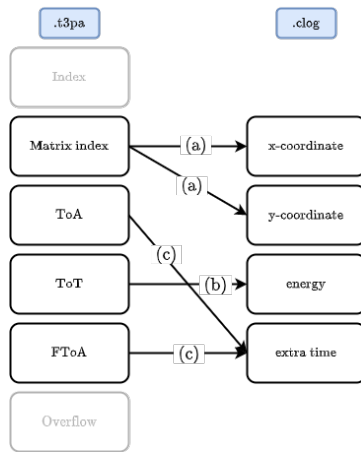 .t3pa
.clog
Index
Matrix index
(a)
x-coordinate
(a)
ToA
y-coordinate
(c)
ToT
(b)
energy
FToA
(c)
extra time
Overflow